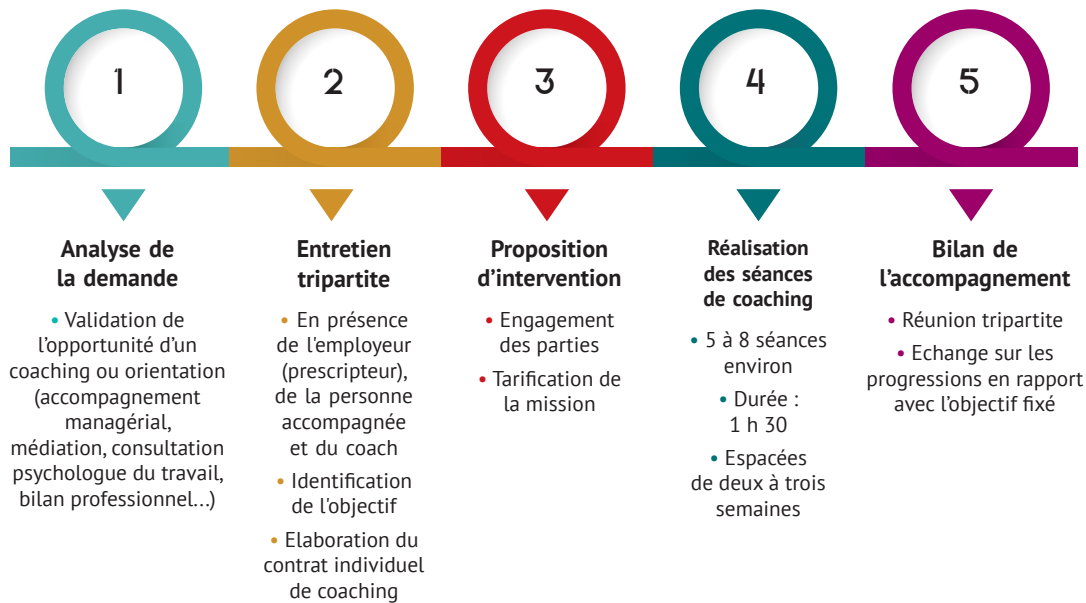 1
Analyse de
la demande
• Validation de
l’opportunité d’un
coaching ou orientation
(accompagnement
managérial,
médiation, consultation
psychologue du travail,
bilan professionnel...)
2
Entretien
tripartite
• En présence
de l'employeur
(prescripteur),
de la personne
accompagnée
et du coach
• Identification
de l'objectif
• Elaboration du
contrat individuel
de coaching
3
Proposition
d’intervention
• Engagement
des parties
• Tarification de
la mission
4
Réalisation
des séances
de coaching
• 5 à 8 séances
environ
• Durée :
1 h 30
• Espacées
de deux à trois
semaines
5
Bilan de
l’accompagnement
• Réunion tripartite
• Echange sur les
progressions en rapport
avec l’objectif fixé